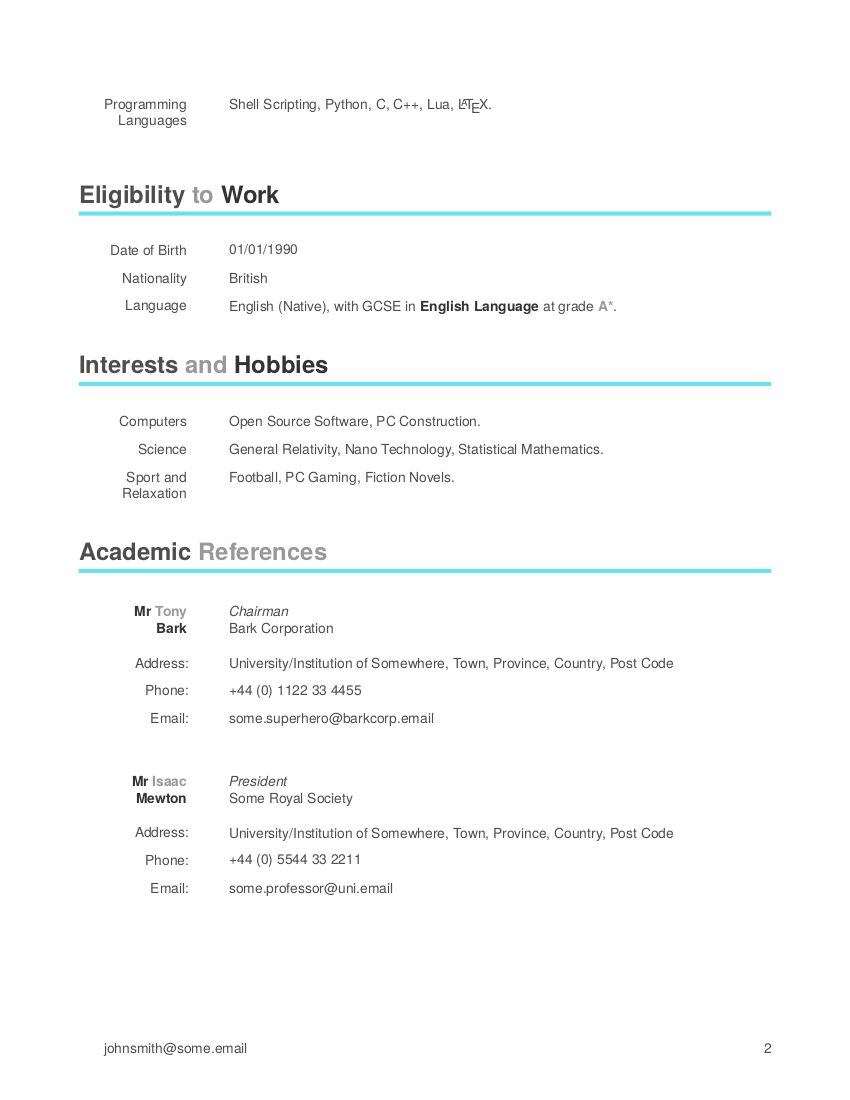 Programming Shell Scripting, Python, C, C++, Lua, LATEX.
Languages
Eligibility to Work
Date of Birth 01/01/1990
Nationality British
Language English (Native), with GCSE in English Language at grade A*.
Interests and Hobbies
Computers Open Source Software, PC Construction.
Science General Relativity, Nano Technology, Statistical Mathematics.
Sport and Football, PC Gaming, Fiction Novels.
Relaxation
Academic References
Mr Tony Chairman
Bark Bark Corporation
Address: University/Institution of Somewhere, Town, Province, Country, Post Code
Phone: +44 (0) 1122 33 4455
Email: some.superhero@barkcorp.email
Mr Isaac President
Mewton Some Royal Society
Address: University/Institution of Somewhere, Town, Province, Country, Post Code
Phone: +44 (0) 5544 33 2211
Email: some.professor@uni.email
johnsmith@some.email 2